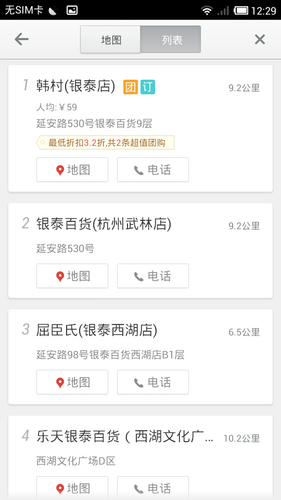 无SIM卡 12:29
地图 列表
1 韩村(银泰店) 团 订 9.2公里
人均:￥59
延安路530号银泰百货9层
最低折扣3.2折,共2条超值团购
地图 电话
2 银泰百货(杭州武林店) 9.2公里
延安路530号
地图 电话
3 屈臣氏(银泰西湖店) 6.5公里
延安路98号银泰百货西湖店B1层
地图 电话
4 乐天银泰百货（西湖文化广... 10.2公里
西湖文化广场D区
地图 电话